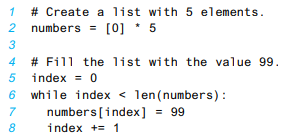 1 # Create a list with 5 elements.
2 numbers = [0] * 5
3
4 # Fill the list with the value 99.
5 index = 0
6 while index < len(numbers):
7     numbers[index] = 99
8     index += 1